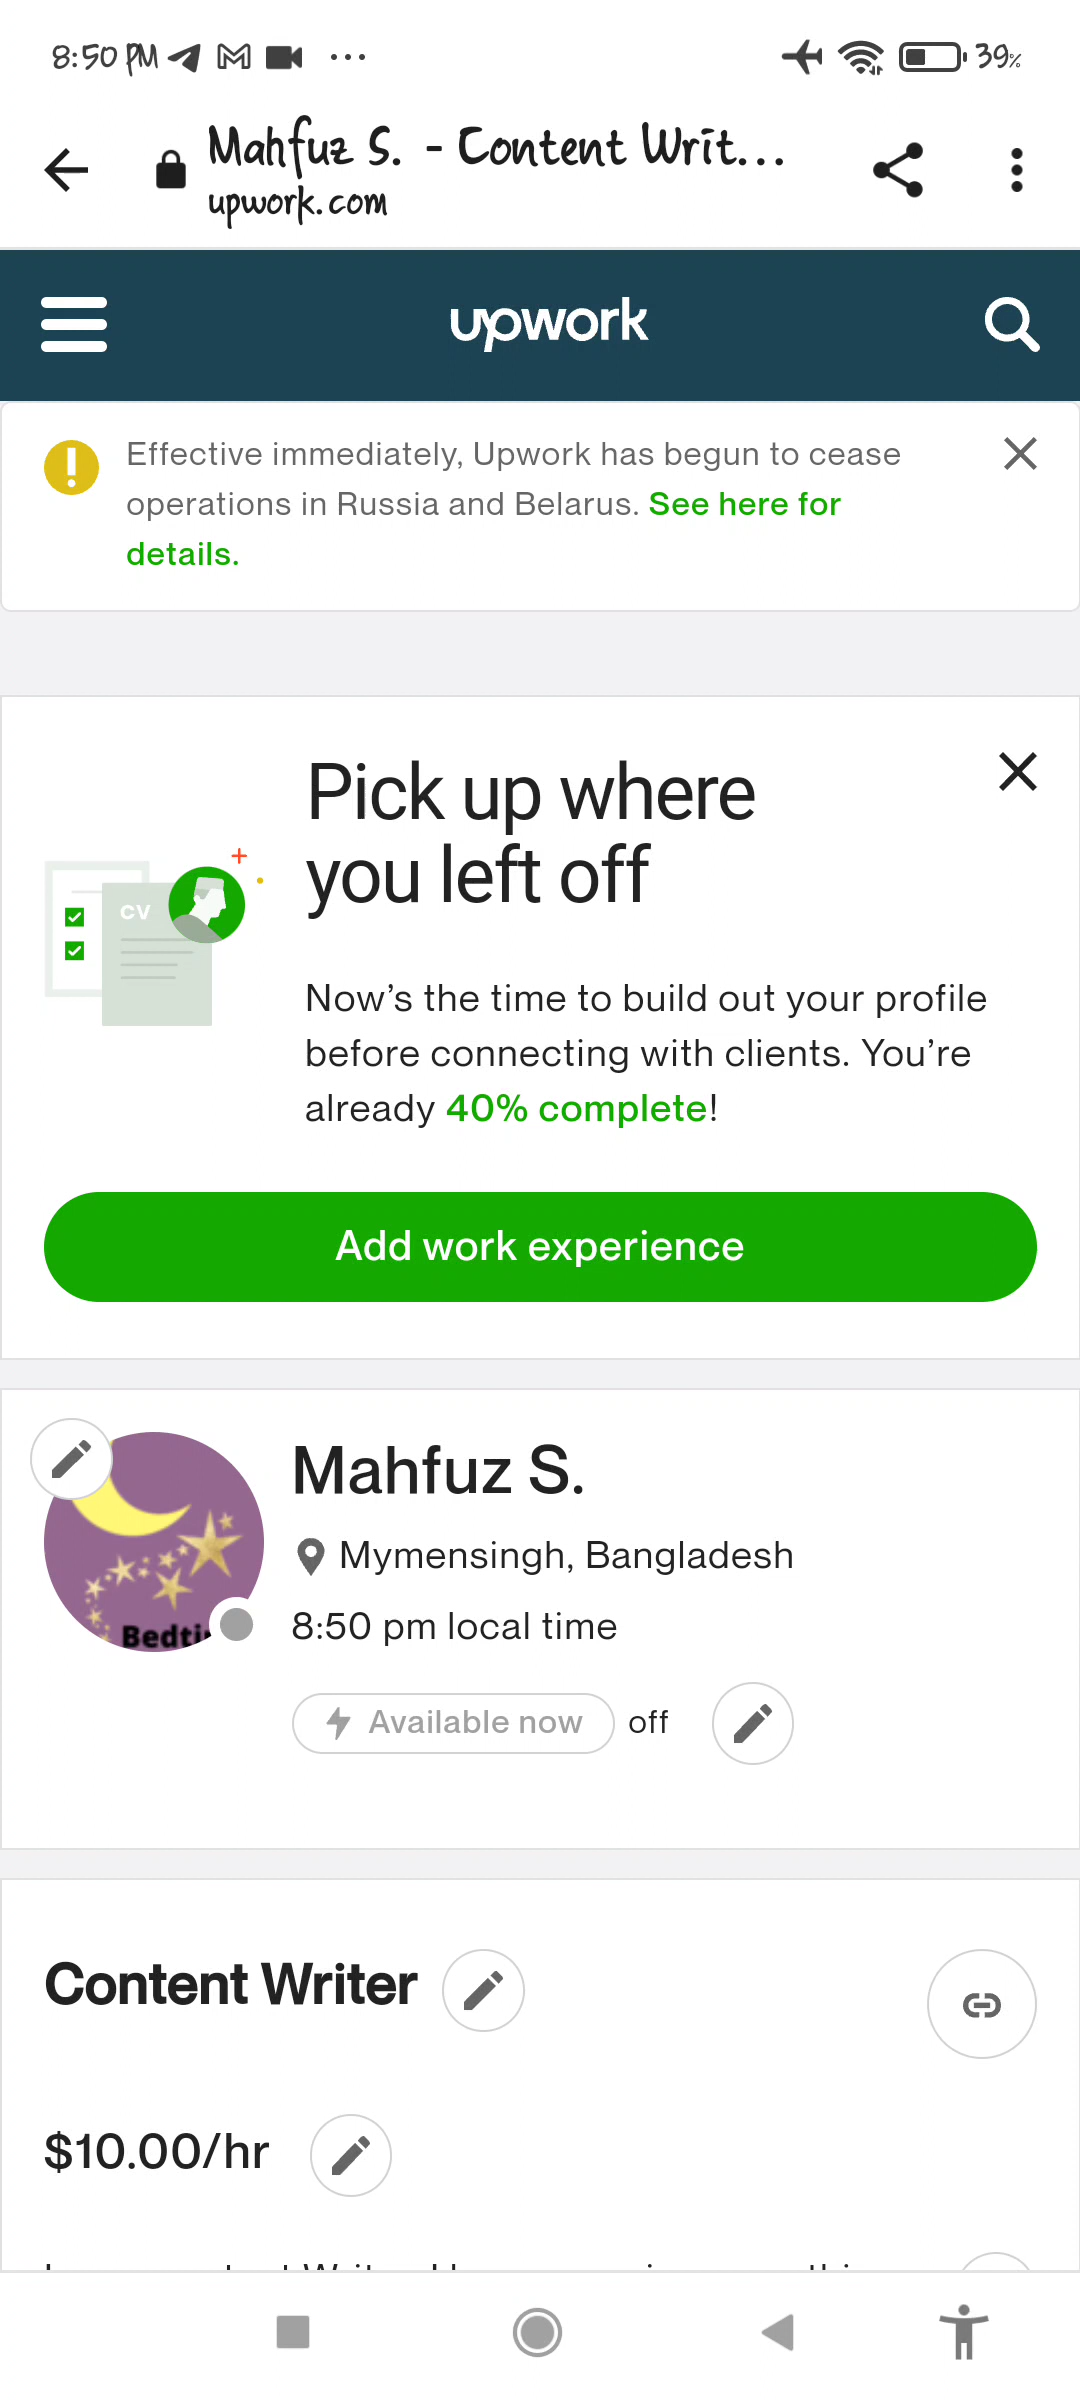 8:50 PM 39%
Mahfuz S. - Content Writ...
upwork.com
upwork
Effective immediately, Upwork has begun to cease
operations in Russia and Belarus. See here for
details.
Pick up where
you left off
CV
Now’s the time to build out your profile
before connecting with clients. You’re
already 40% complete!
Add work experience
Mahfuz S.
Mymensingh, Bangladesh
Bedti
8:50 pm local time
Available now off
Content Writer
$10.00/hr